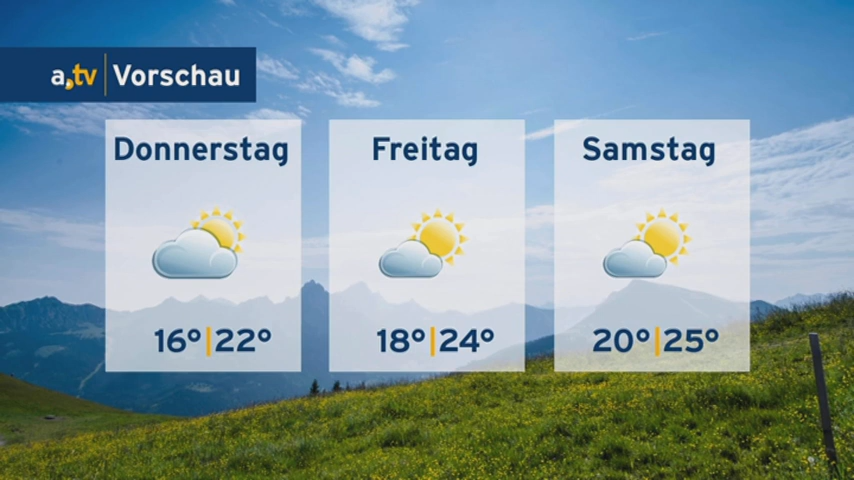 a.tv Vorschau
Donnerstag
Freitag
Samstag
16°|22°
18°|24°
20°|25°